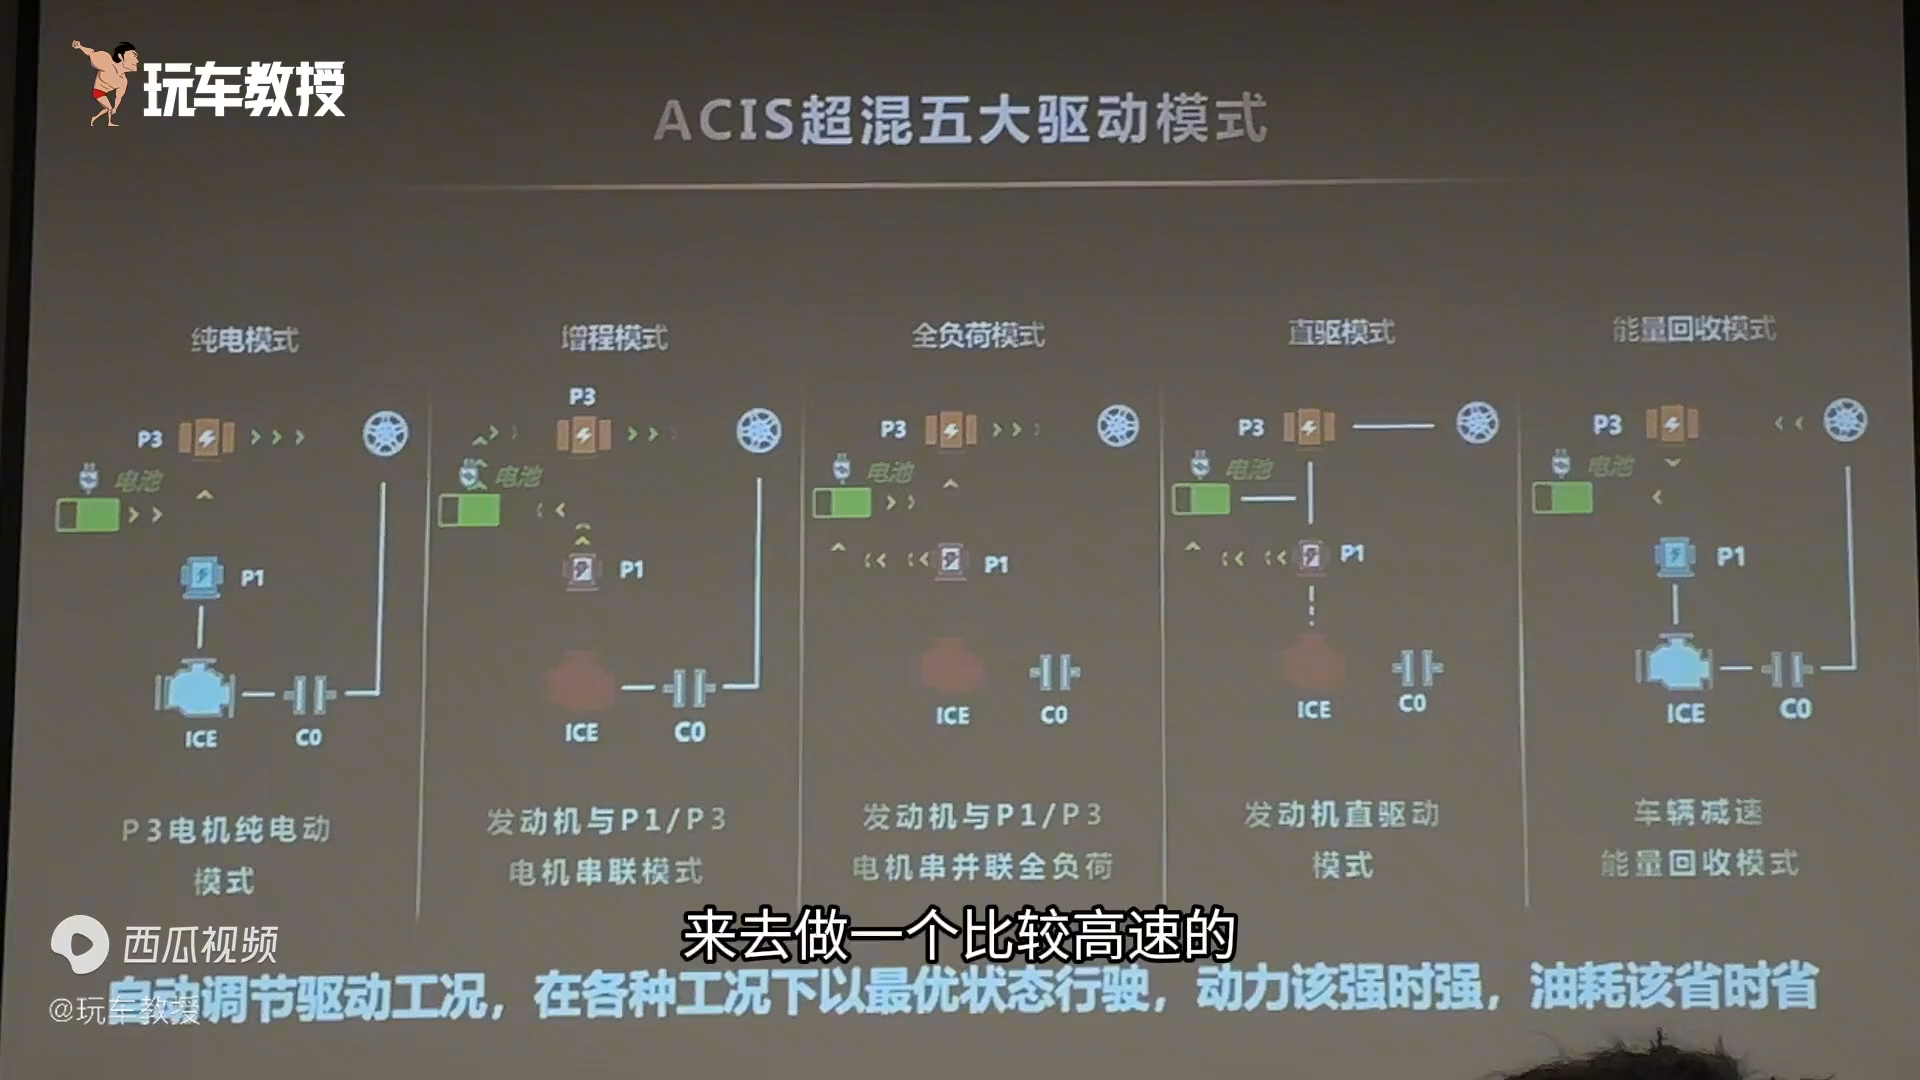 玩车教授
ACIS超混五大驱动模式
纯电模式
增程模式
全负荷模式
直驱模式
能量回收模式
P3
电池
P1
ICE
C0
P3电机纯电动
模式
P3
电池
P1
ICE
C0
发动机与P1/P3
电机串联模式
P3
电池
P1
ICE
C0
发动机与P1/P3
电机串并联全负荷
P3
电池
P1
ICE
C0
发动机直驱动
模式
P3
电池
P1
ICE
C0
车辆减速
能量回收模式
来去做一个比较高速的
西瓜视频
自动调节驱动工况，在各种工况下以最优状态行驶，动力该强时强，油耗该省时省
@玩车教授